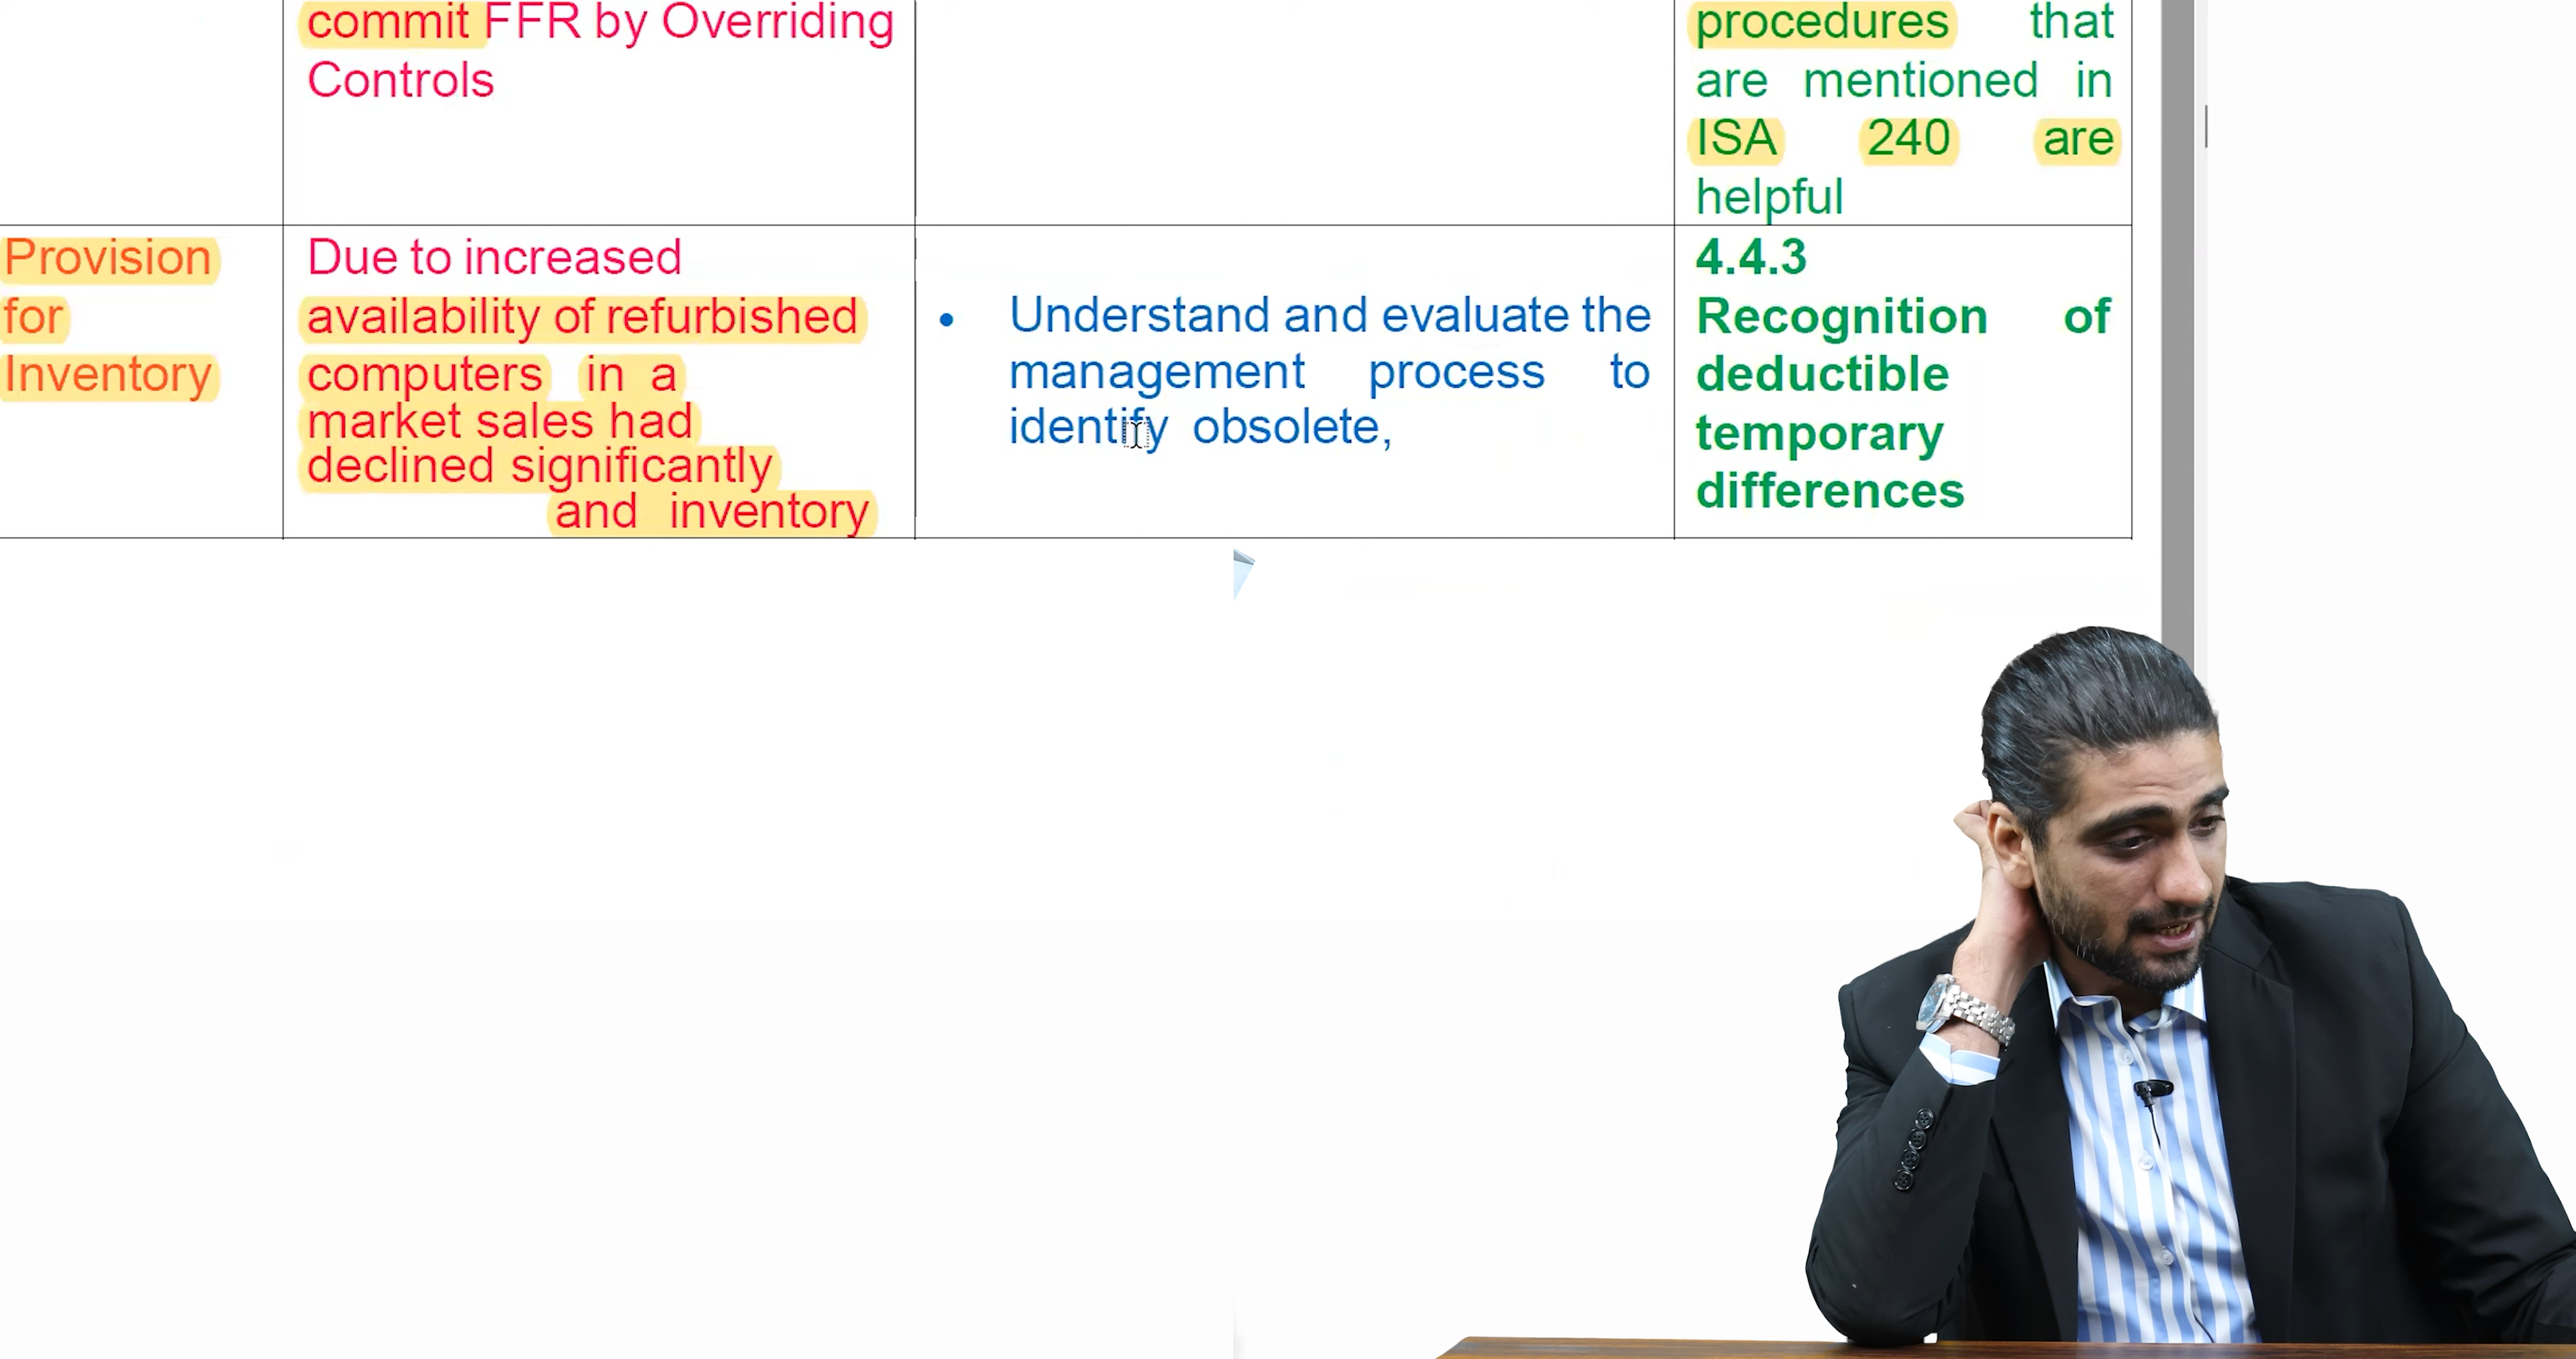 commit FFR by Overriding
Controls
procedures that
are mentioned in
ISA 240 are
helpful
Provision
for
Inventory
Due to increased
availability of refurbished
computers in a
market sales had
declined significantly
and inventory
• Understand and evaluate the
management process to
identify obsolete,
4.4.3
Recognition of
deductible
temporary
differences